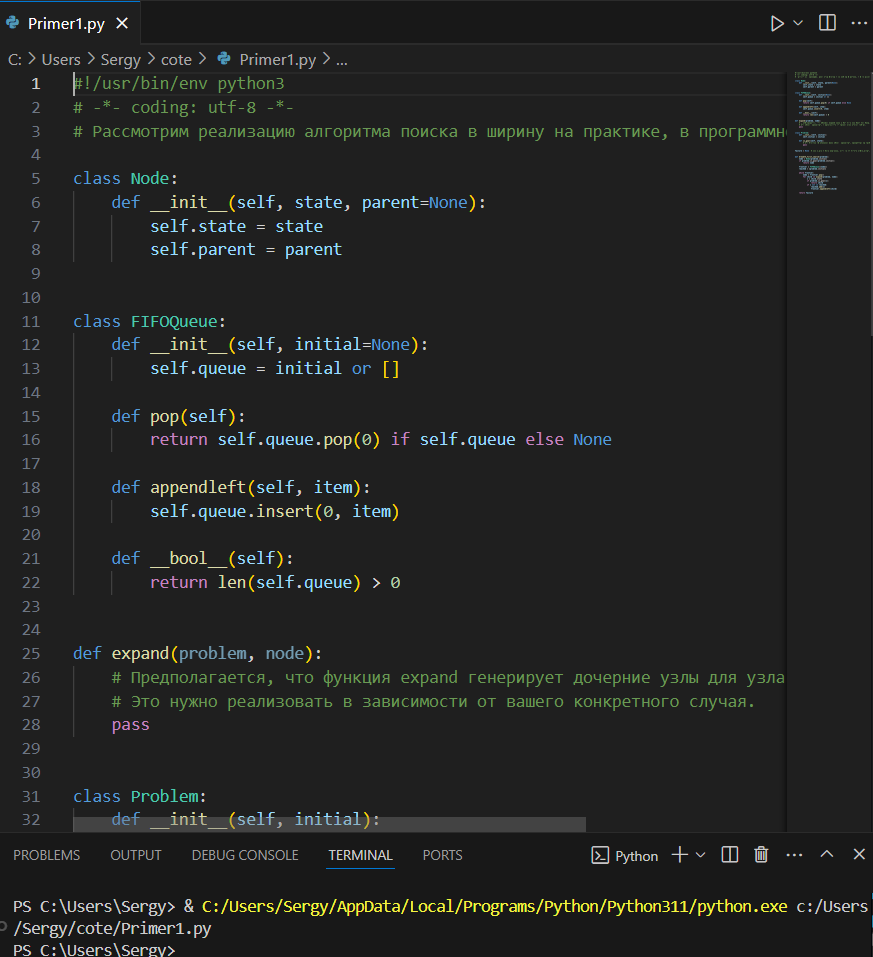 Primer1.py
C: > Users > Sergy > cote > Primer1.py > ...
1 #!/usr/bin/env python3
2 # -*- coding: utf-8 -*-
3 # Рассмотрим реализацию алгоритма поиска в ширину на практике, в программн
4
5 class Node:
6 def __init__(self, state, parent=None):
7 self.state = state
8 self.parent = parent
9
10
11 class FIFOQueue:
12 def __init__(self, initial=None):
13 self.queue = initial or []
14
15 def pop(self):
16 return self.queue.pop(0) if self.queue else None
17
18 def appendleft(self, item):
19 self.queue.insert(0, item)
20
21 def __bool__(self):
22 return len(self.queue) > 0
23
24
25 def expand(problem, node):
26 # Предполагается, что функция expand генерирует дочерние узлы для узла
27 # Это нужно реализовать в зависимости от вашего конкретного случая.
28 pass
29
30
31 class Problem:
32 def __init__(self, initial):
PROBLEMS OUTPUT DEBUG CONSOLE TERMINAL PORTS Python
PS C:\Users\Sergy> & C:/Users/Sergy/AppData/Local/Programs/Python/Python311/python.exe c:/Users
/Sergy/cote/Primer1.py
PS C:\Users\Sergy>